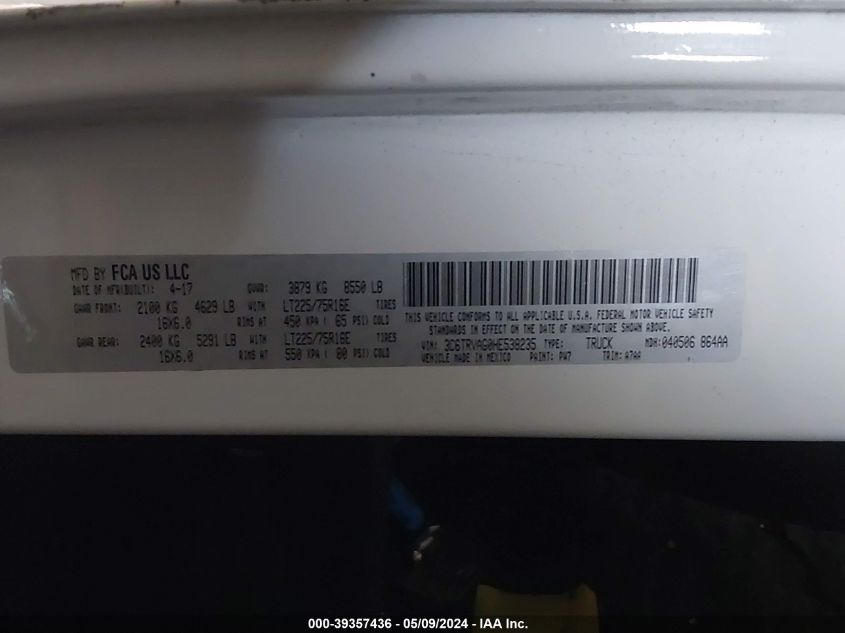 MFD BY FCA US LLC
DATE OF MFR(BUILT): 4-17 GVWR: 3879 KG 8550 LB
GAWR FRONT: 2100 KG 4629 LB WITH LT225/75R16E TIRES
16X6.0 RIMS AT 450 KPA ( 65 PSI) COLD
GAWR REAR: 2400 KG 5291 LB WITH LT225/75R16E TIRES
16X6.0 RIMS AT 550 KPA ( 80 PSI) COLD
THIS VEHICLE CONFORMS TO ALL APPLICABLE U.S.A. FEDERAL MOTOR VEHICLE SAFETY
STANDARDS IN EFFECT ON THE DATE OF MANUFACTURE SHOWN ABOVE.
VIN: 3C6TRVAG0HE538235 TYPE: TRUCK MDH: 040506 B64AA
VEHICLE MADE IN MEXICO PAINT: PW7 TRIM: A7AA
000-39357436 - 05/09/2024 - IAA Inc.